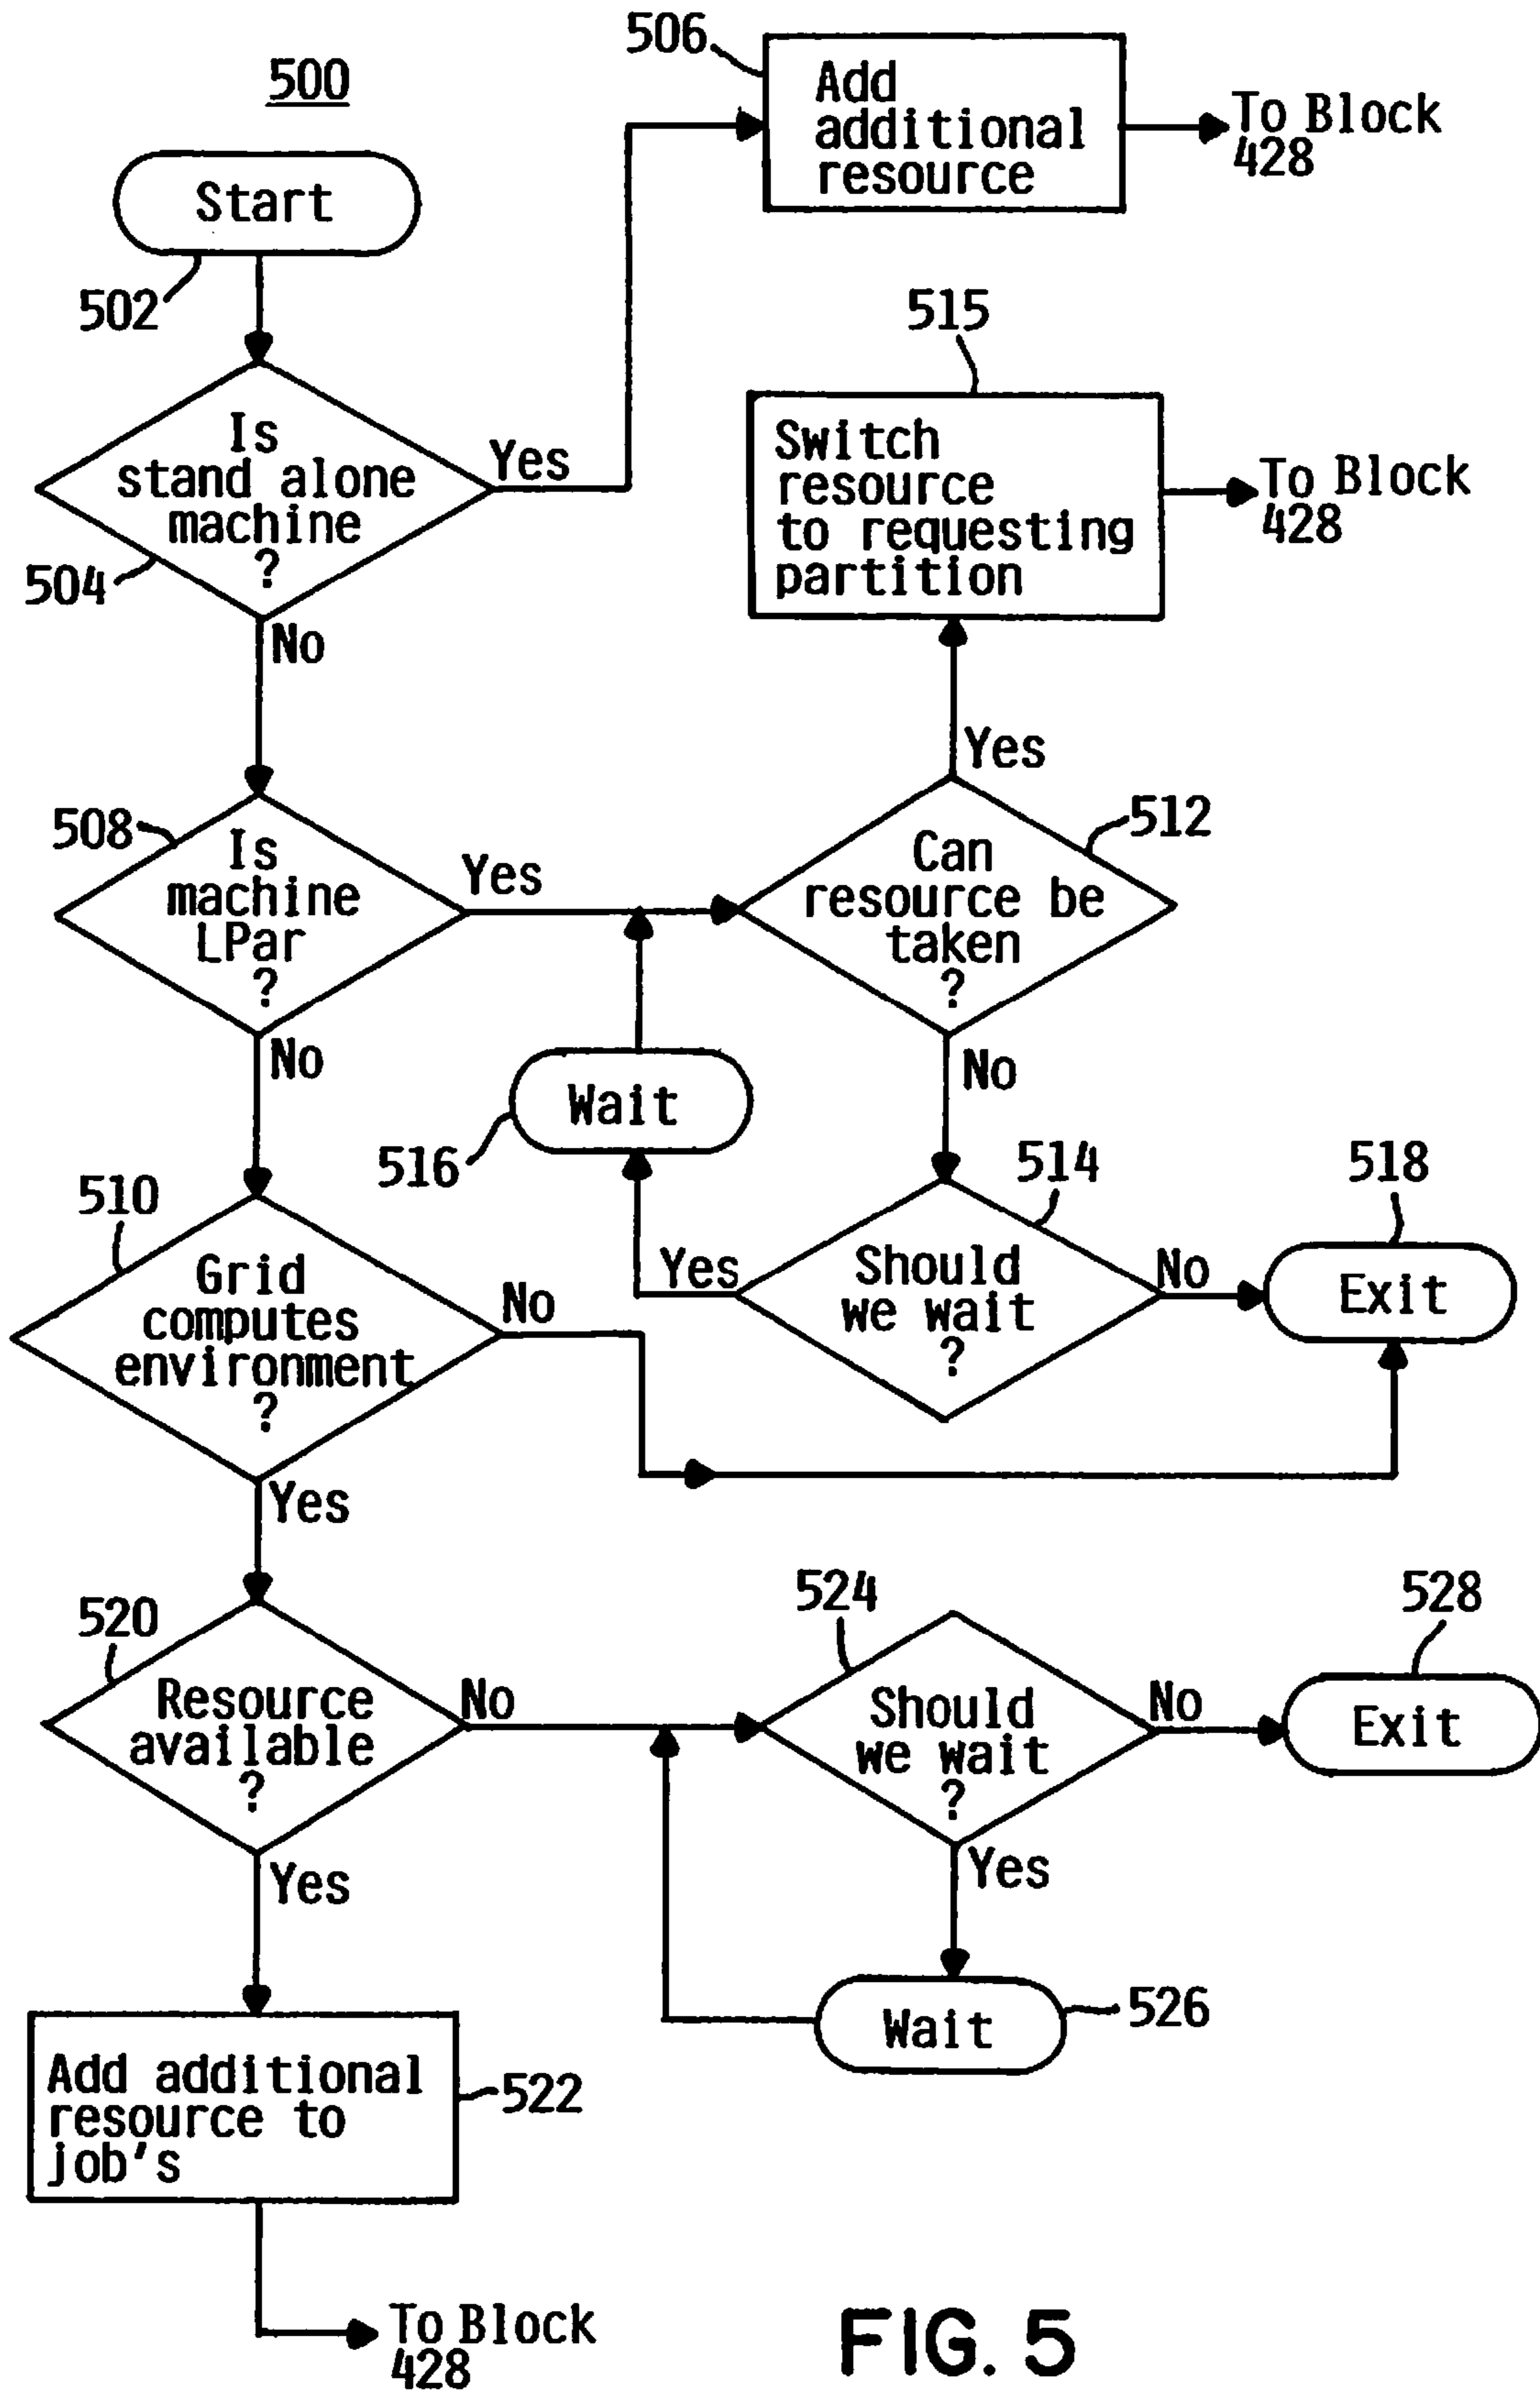 500
506
Add
additional
resource
To Block
428
Start
502
515
Is
stand alone
machine
?
Yes
504
No
Switch
resource
to requesting
partition
To Block
428
Yes
508
Is
machine
LPar
?
Yes
No
512
Can
resource be
taken
?
No
Wait
516
510
Grid
computes
environment
?
No
Yes
514
Should
we wait
?
Yes
No
518
Exit
520
Resource
available
?
No
Yes
524
Should
we wait
?
No
Yes
528
Exit
Wait
526
Add additional
resource to
job's
522
To Block
428
FIG. 5